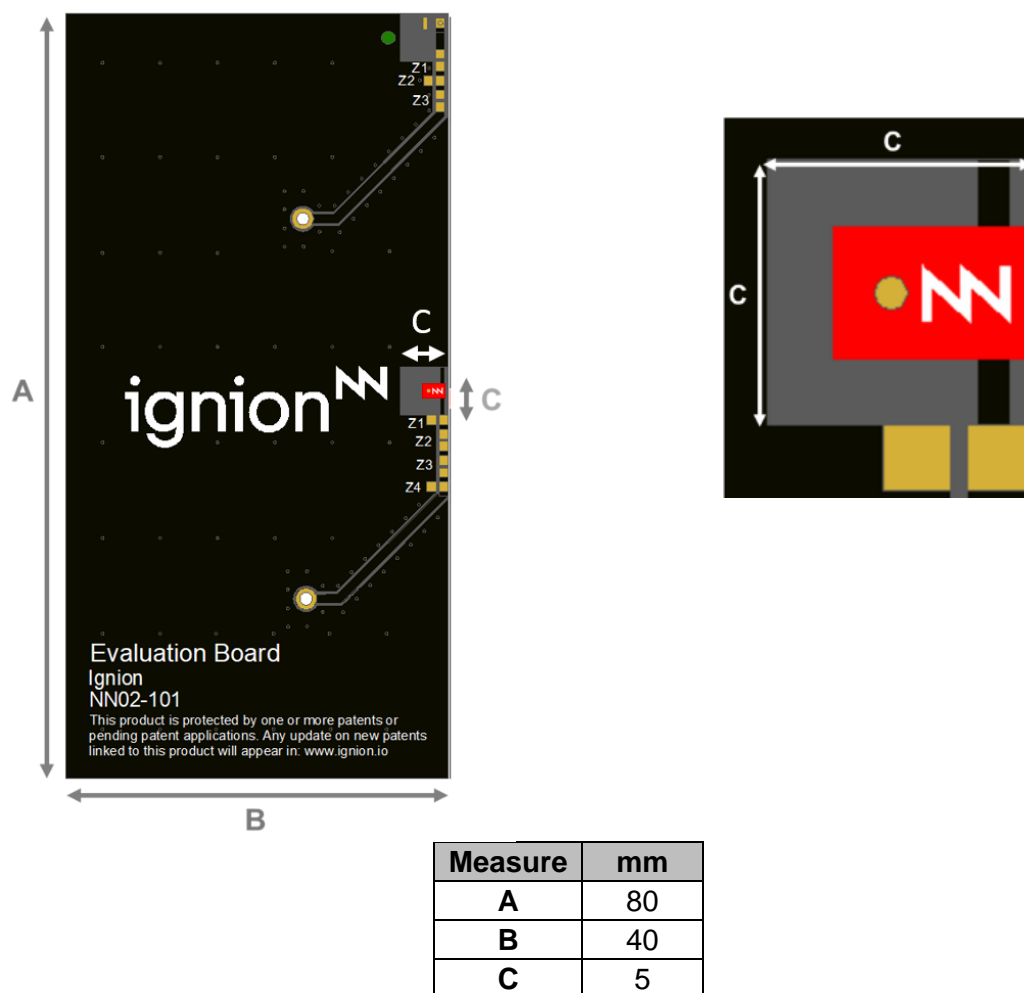 Z1
Z2
Z3
C
C
C
A
C
ignion
Z1
Z2
Z3
Z4
Evaluation Board
Ignion
NN02-101
This product is protected by one or more patents or
pending patent applications. Any update on new patents
linked to this product will appear in: www.ignion.io
B
Measure mm
A 80
B 40
C 5